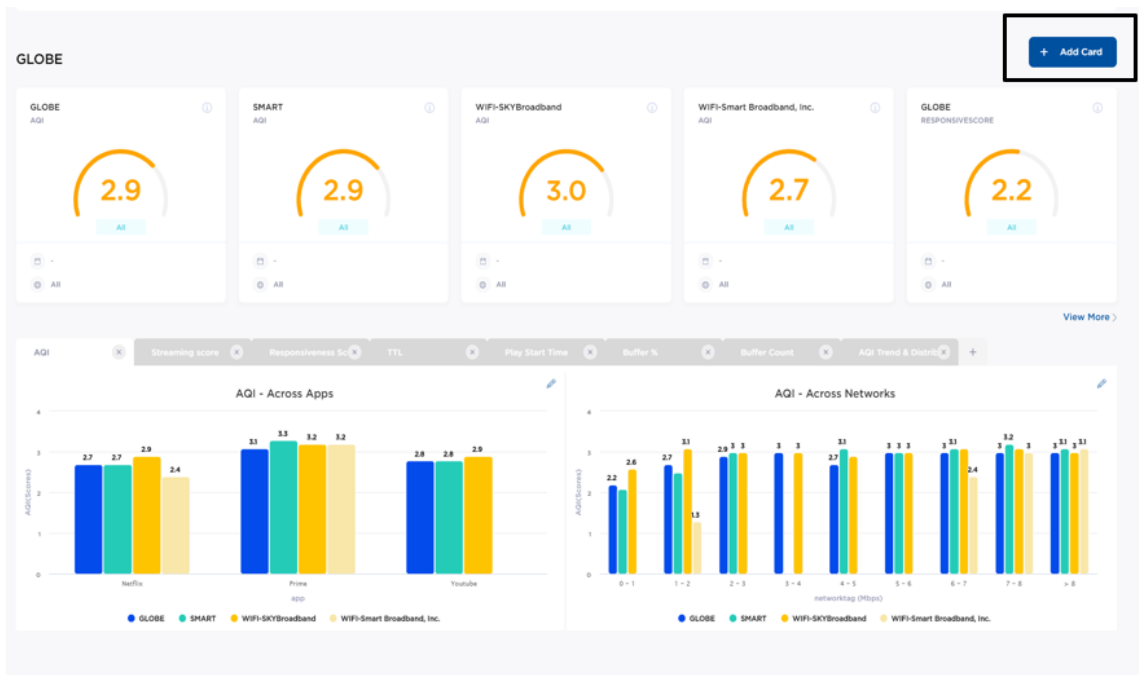 GLOBE
+ Add Card
GLOBE
AQI
2.9
All
-
All
SMART
AQI
2.9
All
-
All
WIFI-SKYBroadband
AQI
3.0
All
-
All
WIFI-Smart Broadband, Inc.
AQI
2.7
All
-
All
GLOBE
RESPONSIVESCORE
2.2
All
-
All
View More >
AQI
Streaming score
Responsiveness Sc
TTL
Play Start Time
Buffer %
Buffer Count
AQI Trend & Distrib
+
AQI - Across Apps
AQI(Scores)
4
3
2
1
0
2.7 2.7 2.9 2.4
3.1 3.3 3.2 3.2
2.8 2.8 2.9
Netflix Prime Youtube
app
GLOBE SMART WIFI-SKYBroadband WIFI-Smart Broadband, Inc.
AQI - Across Networks
AQI(Scores)
4
3
2
1
0
2.2 2.6
2.7 3.1 1.3
2.9 3 3
3 3
2.7 3.1
3 3 3
3 3.1 2.4
3 3.2 3
3 3.1 3 3.1
0 - 1 1 - 2 2 - 3 3 - 4 4 - 5 5 - 6 6 - 7 7 - 8 > 8
networktag (Mbps)
GLOBE SMART WIFI-SKYBroadband WIFI-Smart Broadband, Inc.